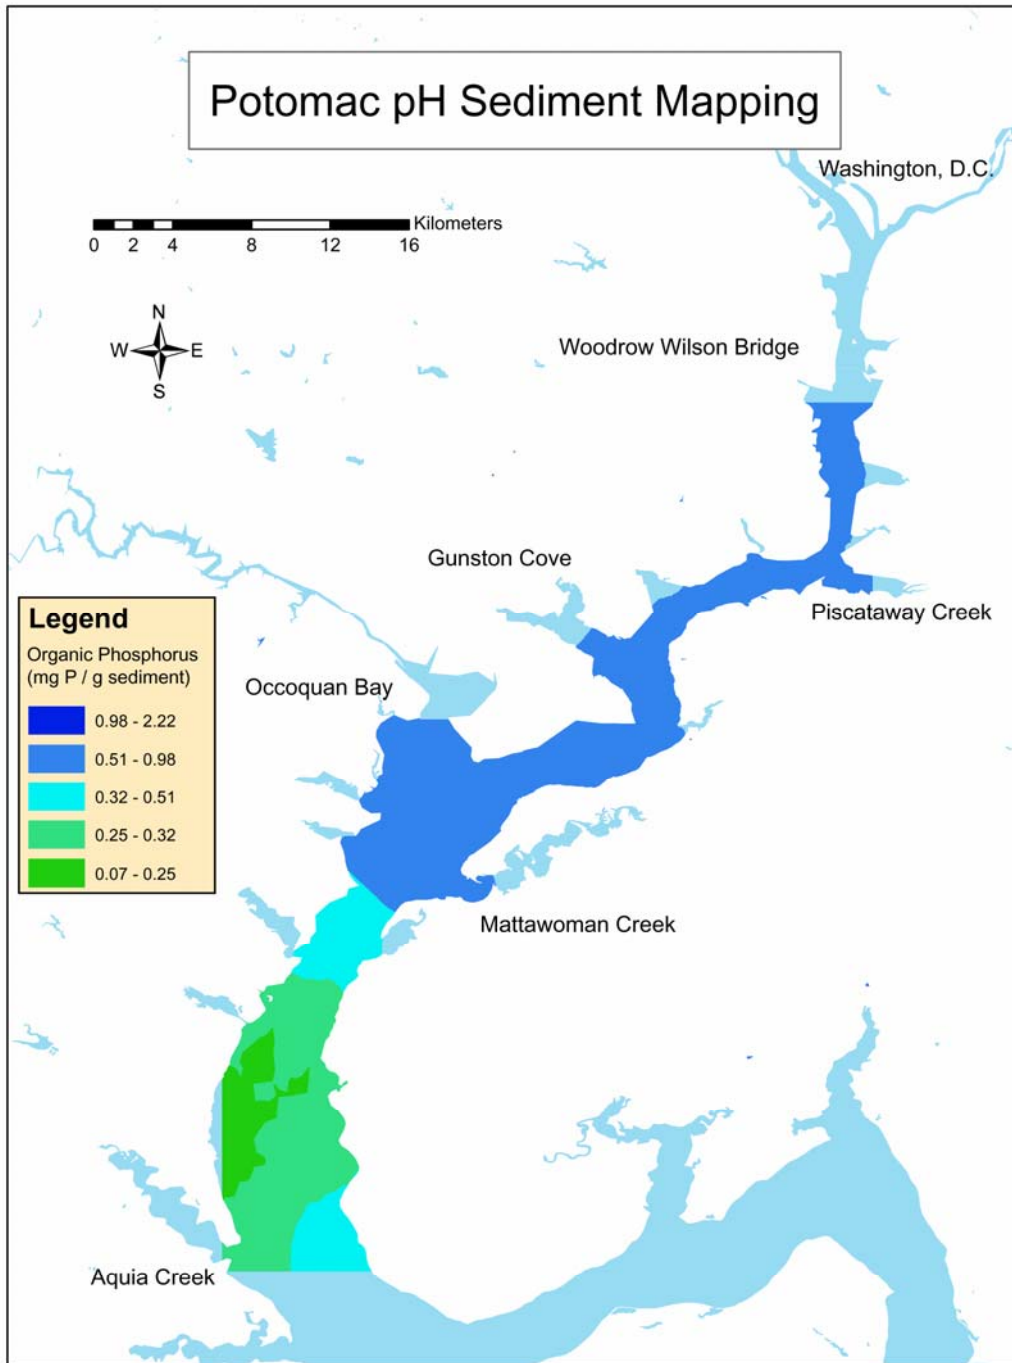 Potomac pH Sediment Mapping
Washington, D.C.
Kilometers
0 2 4 8 12 16
N
W E
S
Woodrow Wilson Bridge
Gunston Cove
Piscataway Creek
Legend
Organic Phosphorus
(mg P / g sediment)
0.98 - 2.22
0.51 - 0.98
0.32 - 0.51
0.25 - 0.32
0.07 - 0.25
Occoquan Bay
Mattawoman Creek
Aquia Creek